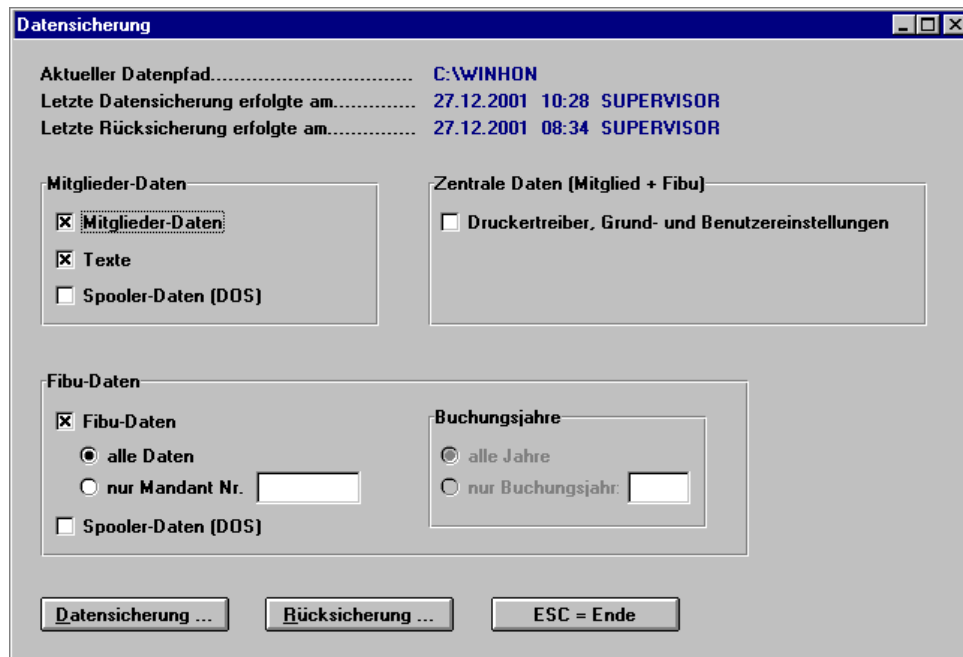 Datensicherung
Aktueller Datenpfad.................................. C:\WINHON
Letzte Datensicherung erfolgte am.............. 27.12.2001 10:28 SUPERVISOR
Letzte Rücksicherung erfolgte am............... 27.12.2001 08:34 SUPERVISOR
Mitglieder-Daten
Mitglieder-Daten
Texte
Spooler-Daten (DOS)
Zentrale Daten (Mitglied + Fibu)
Druckertreiber, Grund- und Benutzereinstellungen
Fibu-Daten
Fibu-Daten
alle Daten
nur Mandant Nr.
Spooler-Daten (DOS)
Buchungsjahre
alle Jahre
nur Buchungsjahr:
Datensicherung ...
Rücksicherung ...
ESC = Ende